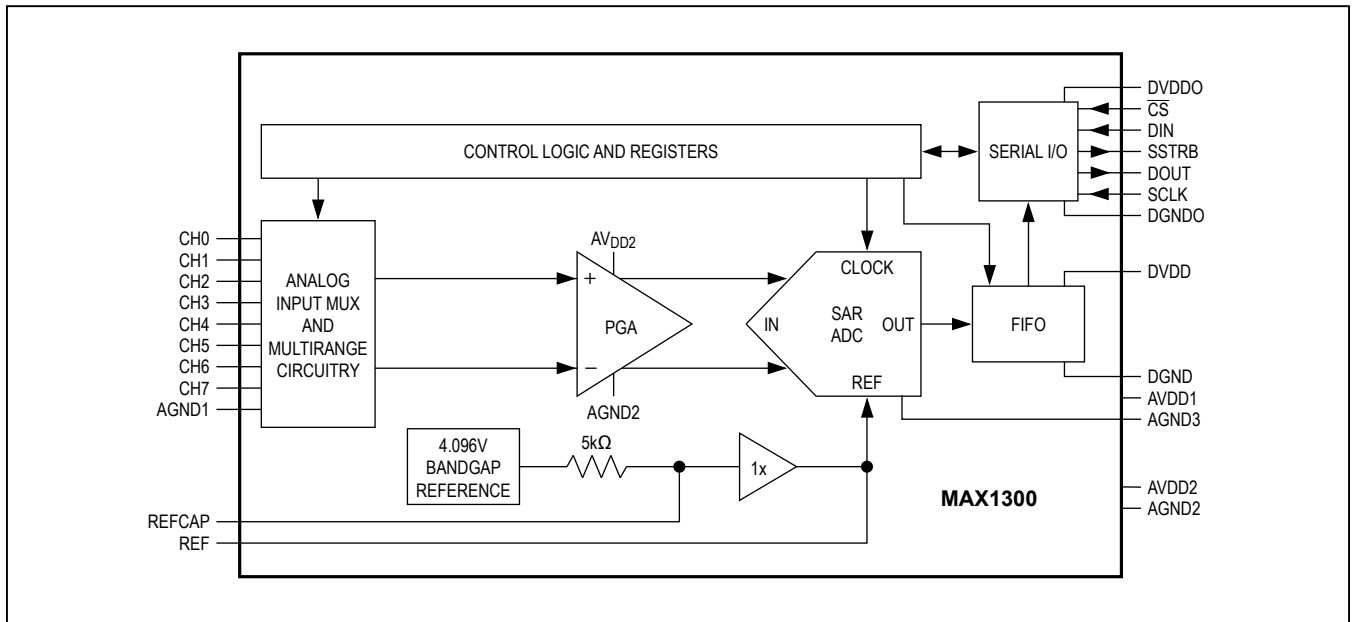 DVDDO
CS
DIN
SSTRB
DOUT
SCLK
DGNDO
CONTROL LOGIC AND REGISTERS
SERIAL I/O
CH0
CH1
CH2
CH3
CH4
CH5
CH6
CH7
AGND1
ANALOG
INPUT MUX
AND
MULTIRANGE
CIRCUITRY
AVDD2
+
PGA
−
AGND2
CLOCK
IN
SAR
ADC
OUT
REF
FIFO
DVDD
DGND
AVDD1
AGND3
4.096V
BANDGAP
REFERENCE
5kΩ
1x
REFCAP
REF
MAX1300
AVDD2
AGND2